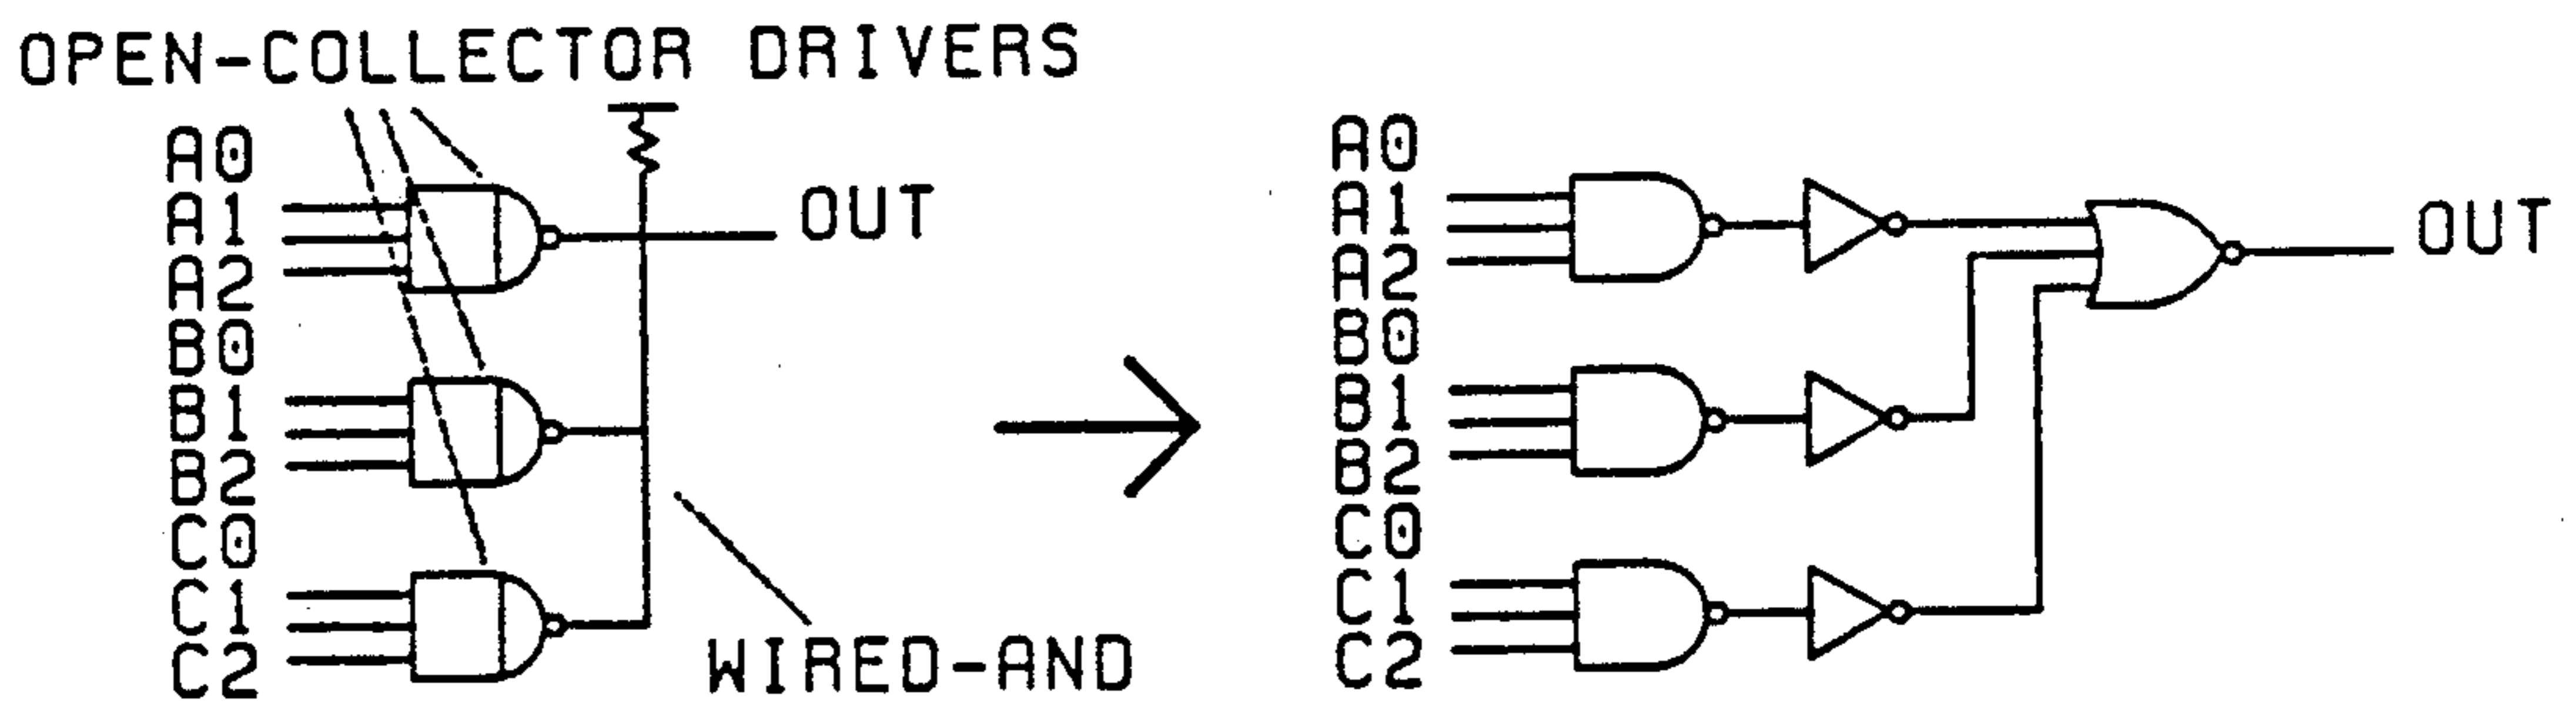 OPEN-COLLECTOR DRIVERS
A0
A1
A2
B0
B1
B2
C0
C1
C2
OUT
WIRED-AND
A0
A1
A2
B0
B1
B2
C0
C1
C2
OUT